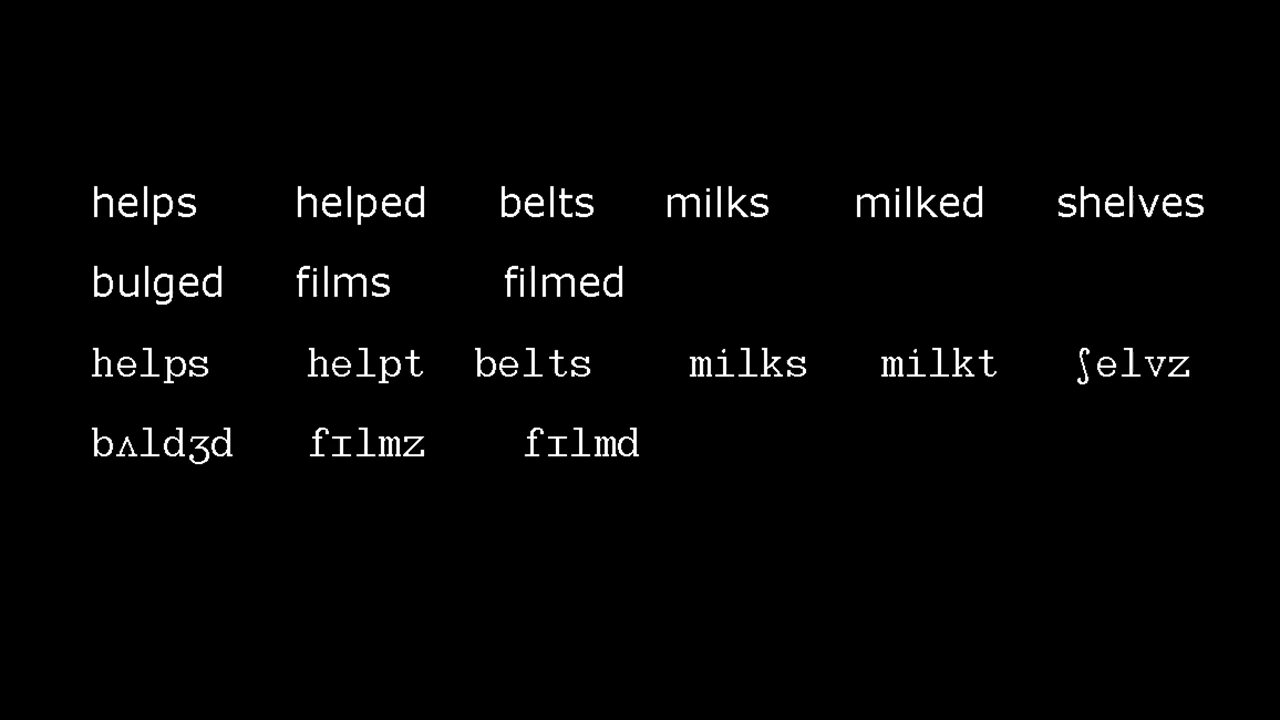 helps helped belts milks milked shelves
bulged films filmed
helps helpt belts milks milkt ʃelvz
bʌldʒd fɪlmz fɪlmd